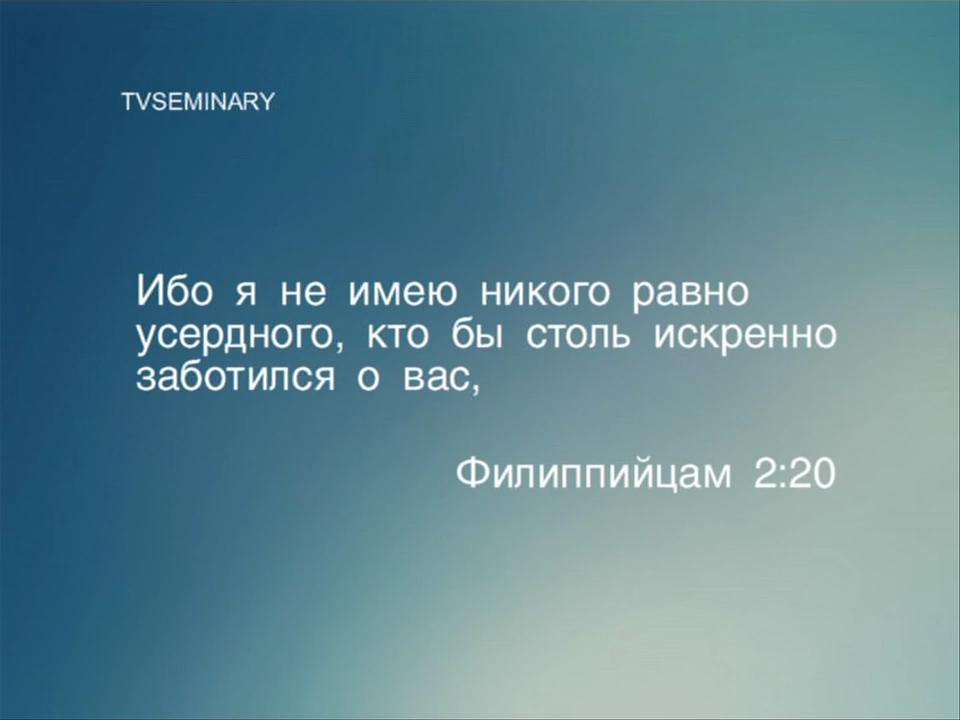 TVSEMINARY
Ибо я не имею никого равно
усердного, кто бы столь искренно
заботился о вас,
Филиппийцам 2:20